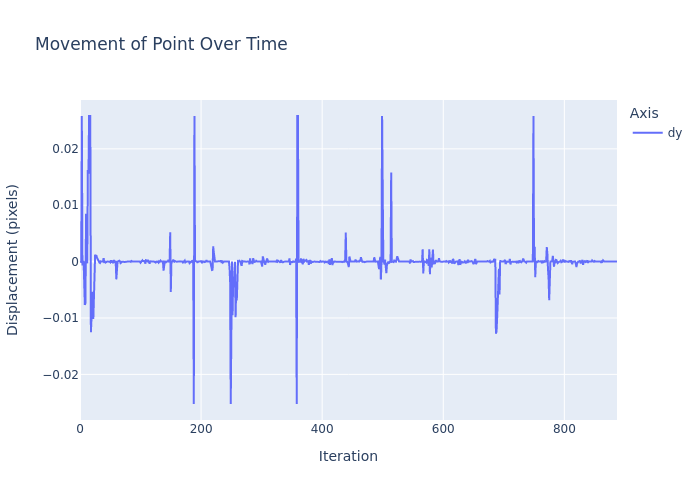 Movement of Point Over Time
Axis
dy
0.02
0.01
0
−0.01
−0.02
Displacement (pixels)
0
200
400
600
800
Iteration